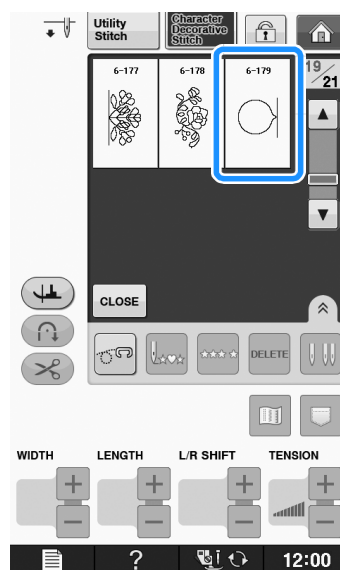 Utility
Stitch
Character
Decorative
Stitch
6-177
6-178
6-179
19
21
CLOSE
DELETE
WIDTH
LENGTH
L/R SHIFT
TENSION
?
12:00